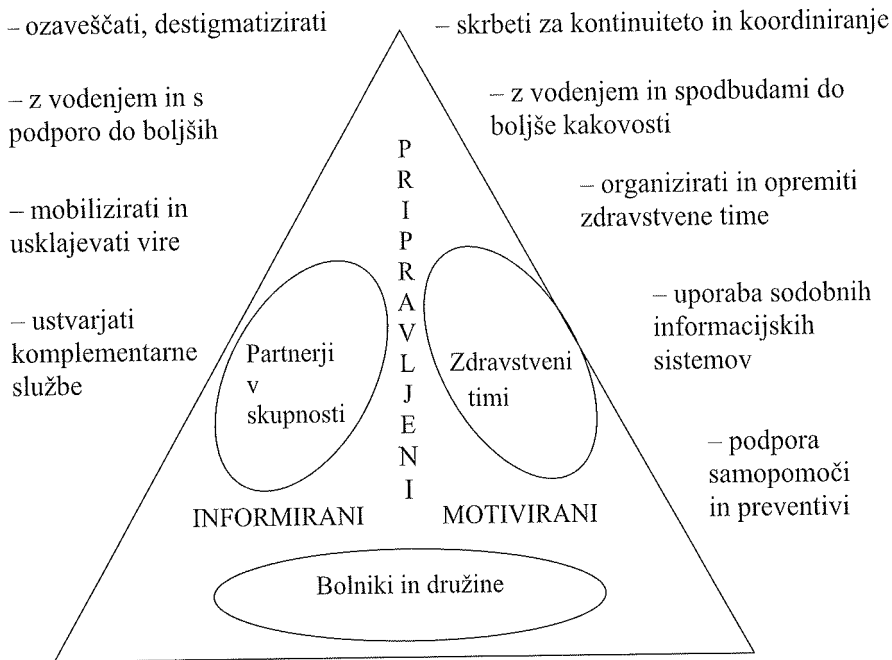 – ozaveščati, destigmatizirati
– z vodenjem in s
podporo do boljših
– mobilizirati in
usklajevati vire
– ustvarjati
komplementarne
službe
– skrbeti za kontinuiteto in koordiniranje
– z vodenjem in spodbudami do
boljše kakovosti
– organizirati in opremiti
zdravstvene time
– uporaba sodobnih
informacijskih
sistemov
– podpora
samopomoči
in preventivi
PRIPRAVLJENI
Partnerji
v
skupnosti
Zdravstveni
timi
INFORMIRANI
MOTIVIRANI
Bolniki in družine